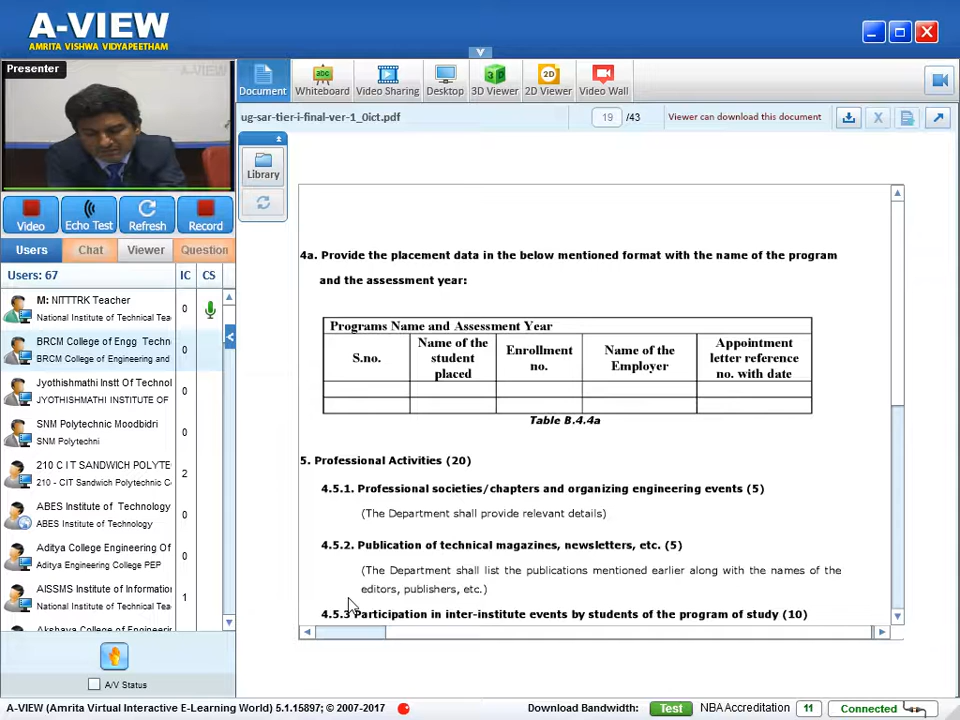 A-VIEW
AMRITA VISHWA VIDYAPEETHAM
Presenter
A-VIEW
Document
Whiteboard
Video Sharing
Desktop
3D Viewer
2D Viewer
Video Wall
ug-sar-tier-i-final-ver-1_0ict.pdf
19 /43
Viewer can download this document
Library
Video
Echo Test
Refresh
Record
Users
Chat
Viewer
Question
Users: 67
IC
CS
M: NITTTRK Teacher
National Institute of Technical Tea
0
BRCM College of Engg Techn
BRCM College of Engineering and
0
Jyothishmathi Instt Of Technol
JYOTHISHMATHI INSTITUTE OF
0
SNM Polytechnic Moodbidri
SNM Polytechni
0
210 C I T SANDWICH POLYTE
210 - CIT Sandwich Polytechnic C
2
ABES Institute of Technology
ABES Institute of Technology
0
Aditya College Engineering Of
Aditya Engineering College PEP
0
AISSMS Institute of Informatior
National Institute of Technical Tea
1
Akshaya College of Engineerir
A/V Status
4a. Provide the placement data in the below mentioned format with the name of the program
and the assessment year:
Programs Name and Assessment Year
S.no.
Name of the
student
placed
Enrollment
no.
Name of the
Employer
Appointment
letter reference
no. with date
Table B.4.4a
5. Professional Activities (20)
4.5.1. Professional societies/chapters and organizing engineering events (5)
(The Department shall provide relevant details)
4.5.2. Publication of technical magazines, newsletters, etc. (5)
(The Department shall list the publications mentioned earlier along with the names of the
editors, publishers, etc.)
4.5.3 Participation in inter-institute events by students of the program of study (10)
A-VIEW (Amrita Virtual Interactive E-Learning World) 5.1.15897; © 2007-2017
Download Bandwidth:
Test
NBA Accreditation
11
Connected